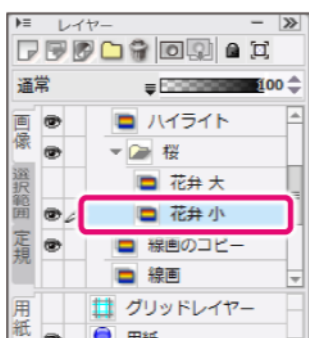 レイヤー
通常
100
画像
ハイライト
桜
選択範囲
花弁 大
花弁 小
定規
線画のコピー
線画
用紙
グリッドレイヤー
用紙